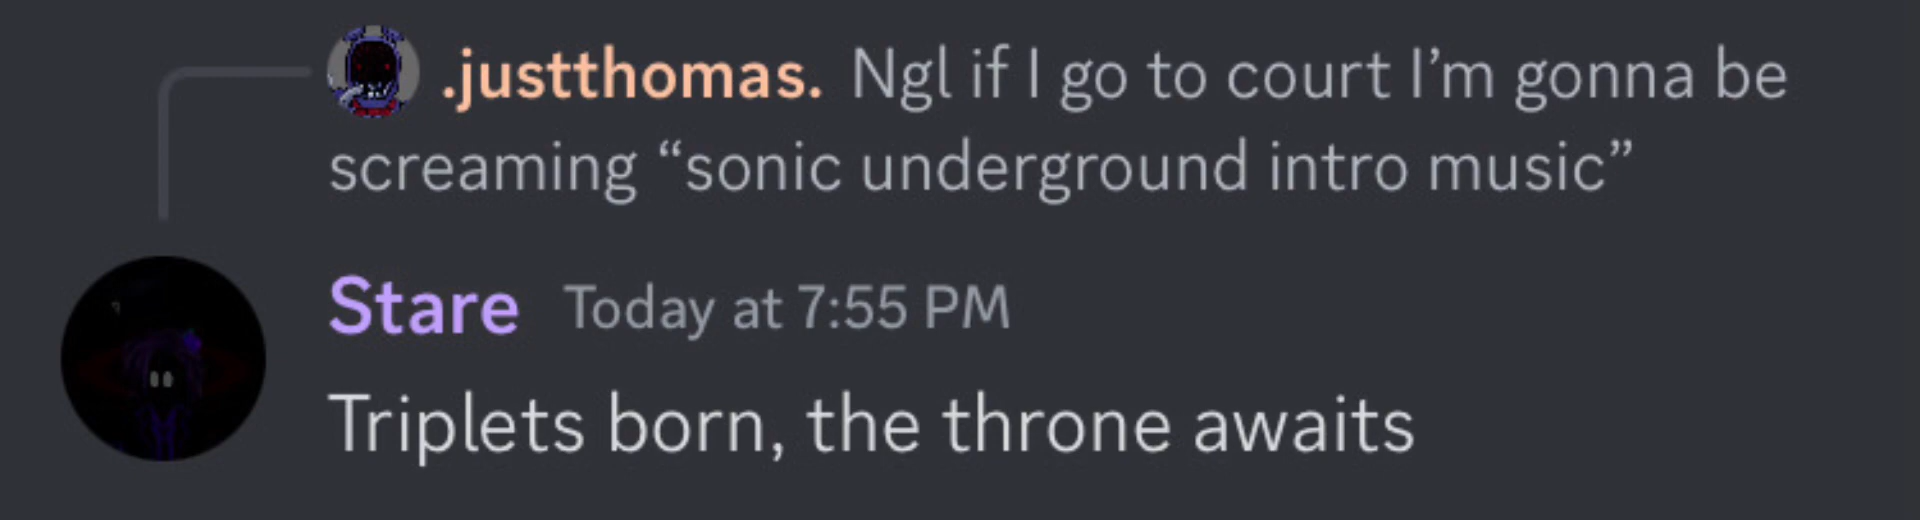 .justthomas. Ngl if I go to court I’m gonna be
screaming “sonic underground intro music”
Stare Today at 7:55 PM
Triplets born, the throne awaits